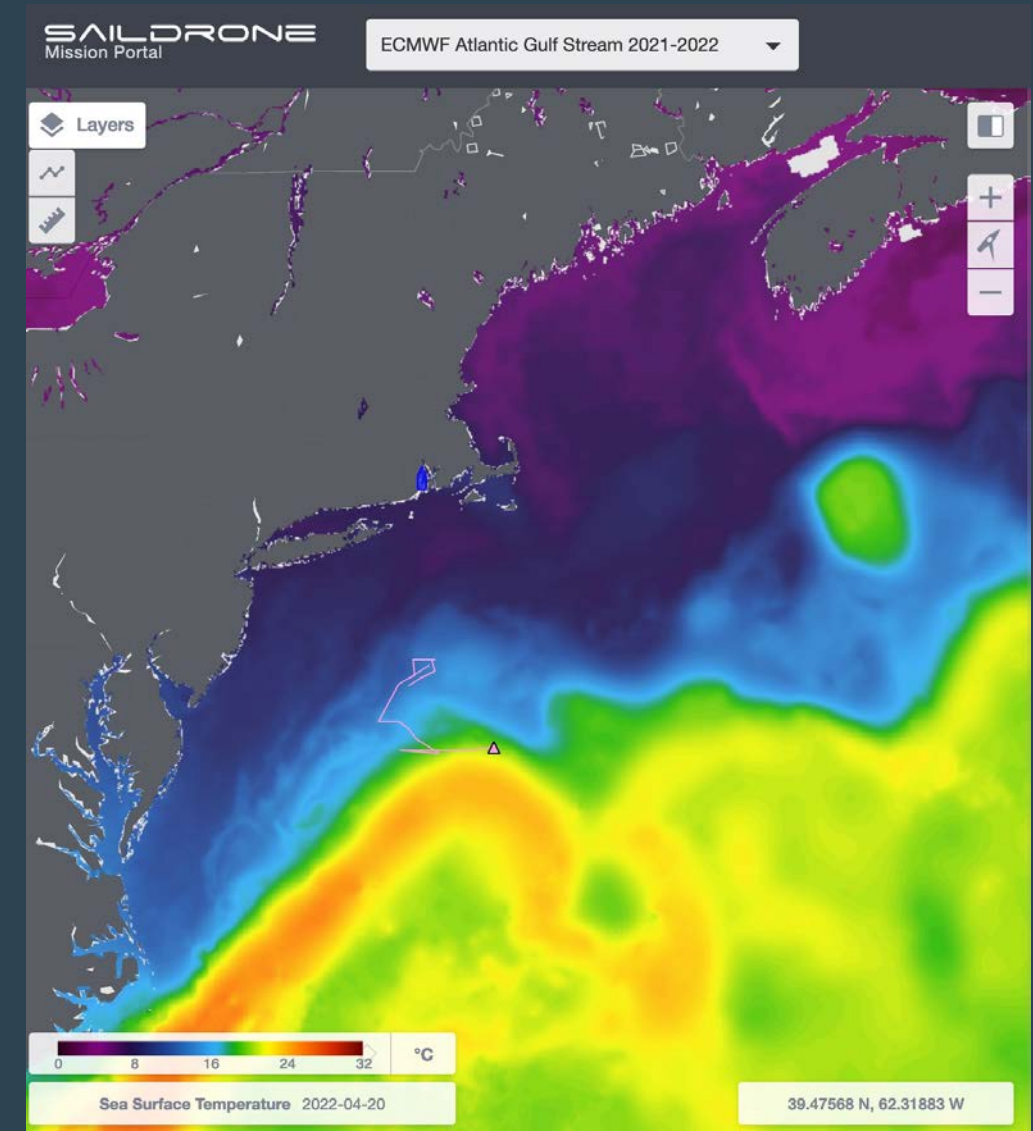 SAILDRONE
Mission Portal
ECMWF Atlantic Gulf Stream 2021-2022
Layers
0 8 16 24 32
°C
Sea Surface Temperature 2022-04-20
39.47568 N, 62.31883 W